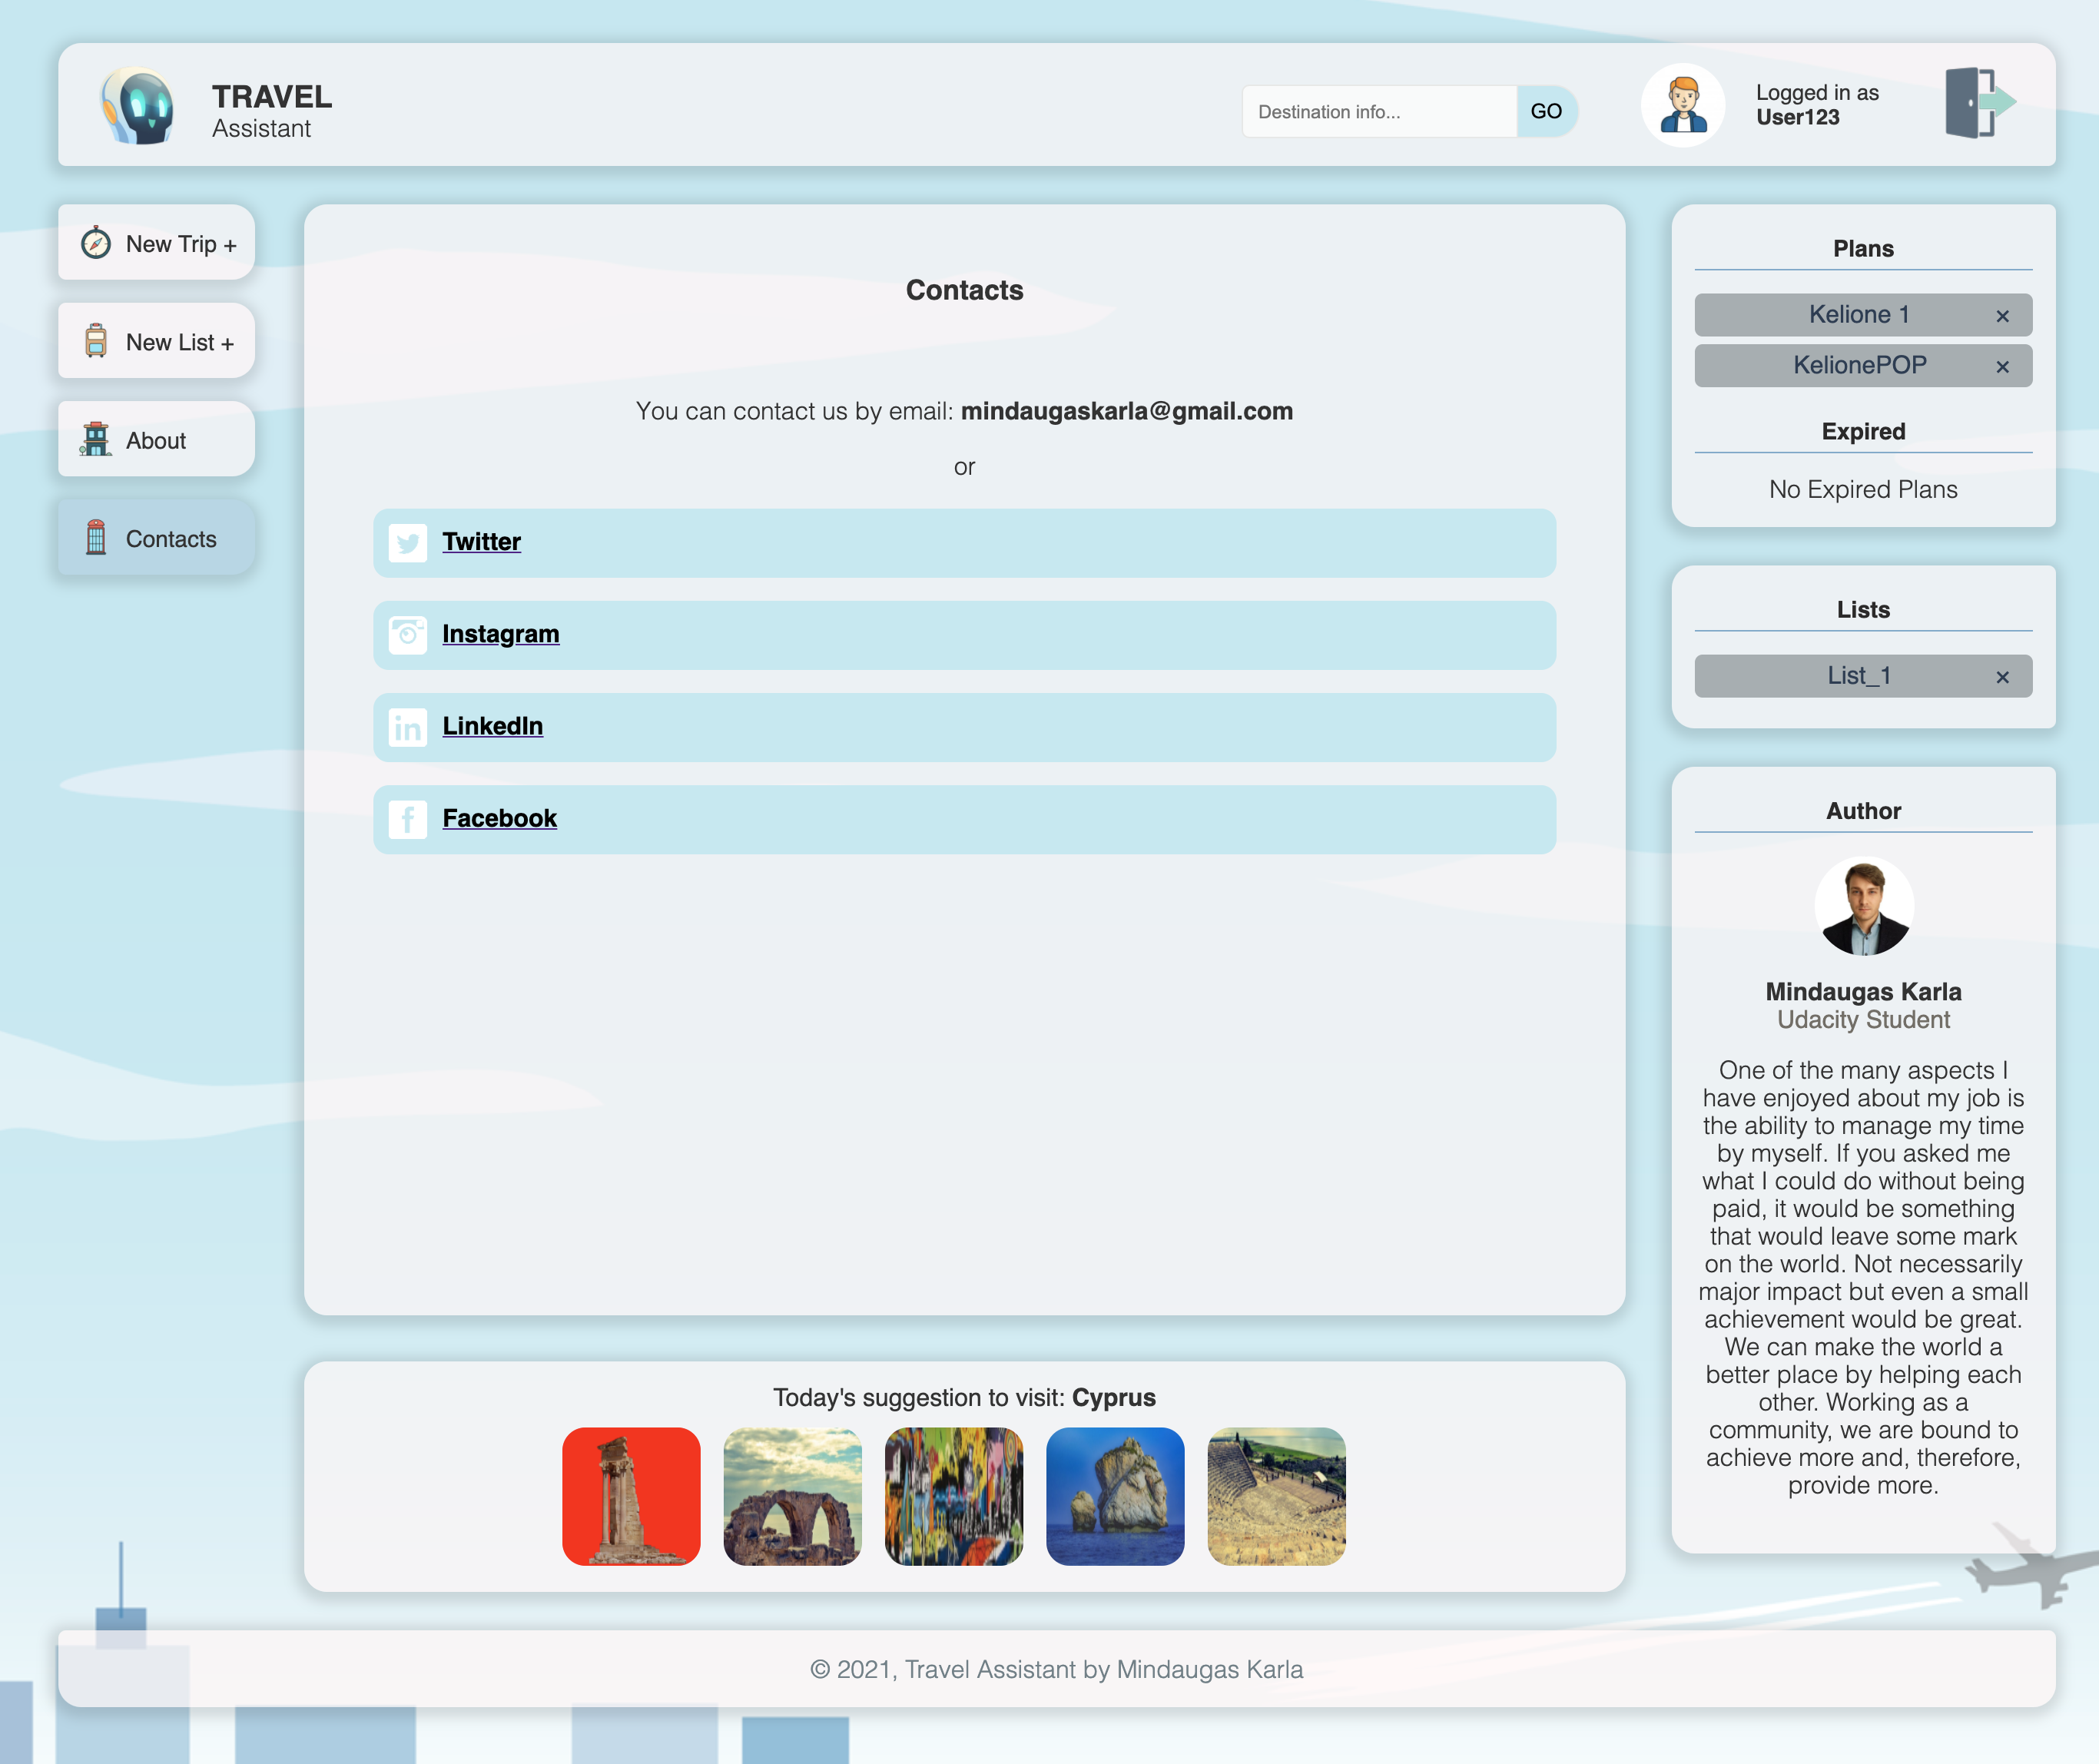 TRAVEL
Assistant
Destination info...
GO
Logged in as
User123
New Trip +
New List +
About
Contacts
Contacts
You can contact us by email: mindaugaskarla@gmail.com
or
Twitter
Instagram
LinkedIn
Facebook
Today's suggestion to visit: Cyprus
Plans
Kelione 1 ×
KelionePOP ×
Expired
No Expired Plans
Lists
List_1 ×
Author
Mindaugas Karla
Udacity Student
One of the many aspects I
have enjoyed about my job is
the ability to manage my time
by myself. If you asked me
what I could do without being
paid, it would be something
that would leave some mark
on the world. Not necessarily
major impact but even a small
achievement would be great.
We can make the world a
better place by helping each
other. Working as a
community, we are bound to
achieve more and, therefore,
provide more.
© 2021, Travel Assistant by Mindaugas Karla